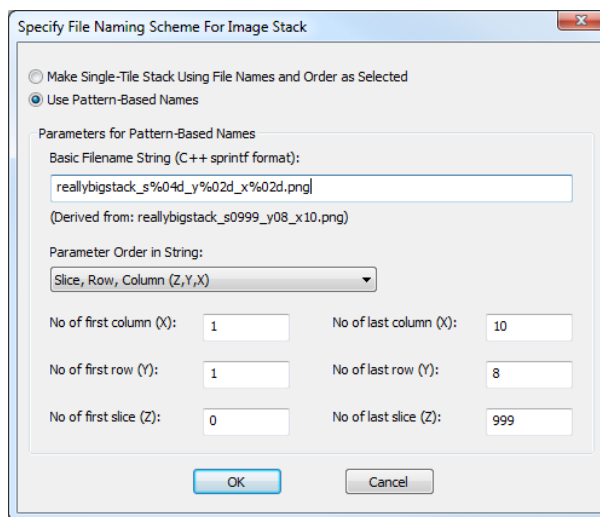 Specify File Naming Scheme For Image Stack
Make Single-Tile Stack Using File Names and Order as Selected
Use Pattern-Based Names
Parameters for Pattern-Based Names
Basic Filename String (C++ sprintf format):
reallybigstack_s%04d_y%02d_x%02d.png
(Derived from: reallybigstack_s0999_y08_x10.png)
Parameter Order in String:
Slice, Row, Column (Z,Y,X)
No of first column (X): 1 No of last column (X): 10
No of first row (Y): 1 No of last row (Y): 8
No of first slice (Z): 0 No of last slice (Z): 999
OK Cancel